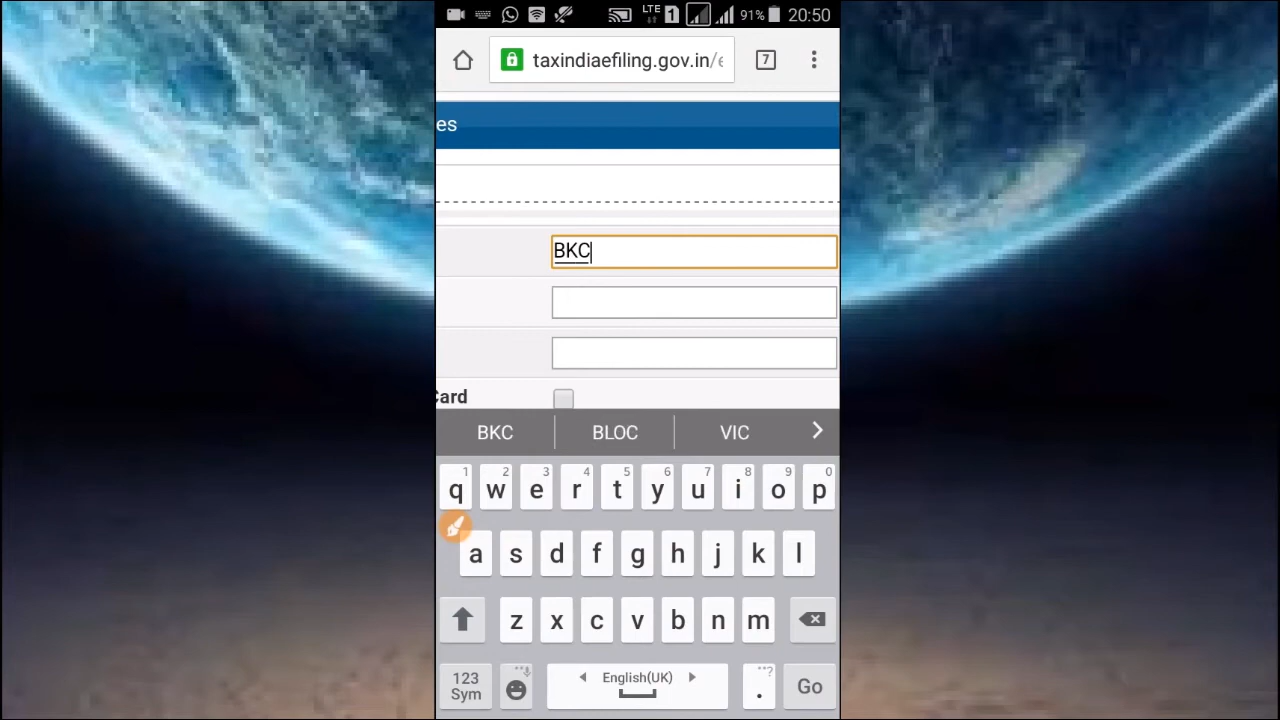 LTE 1 91% 20:50
taxindiaefiling.gov.in/e 7
es
BKC
Card
BKC BLOC VIC
1 2 3 4 5 6 7 8 9 0
q w e r t y u i o p
a s d f g h j k l
z x c v b n m
123 Sym English(UK) . ? Go